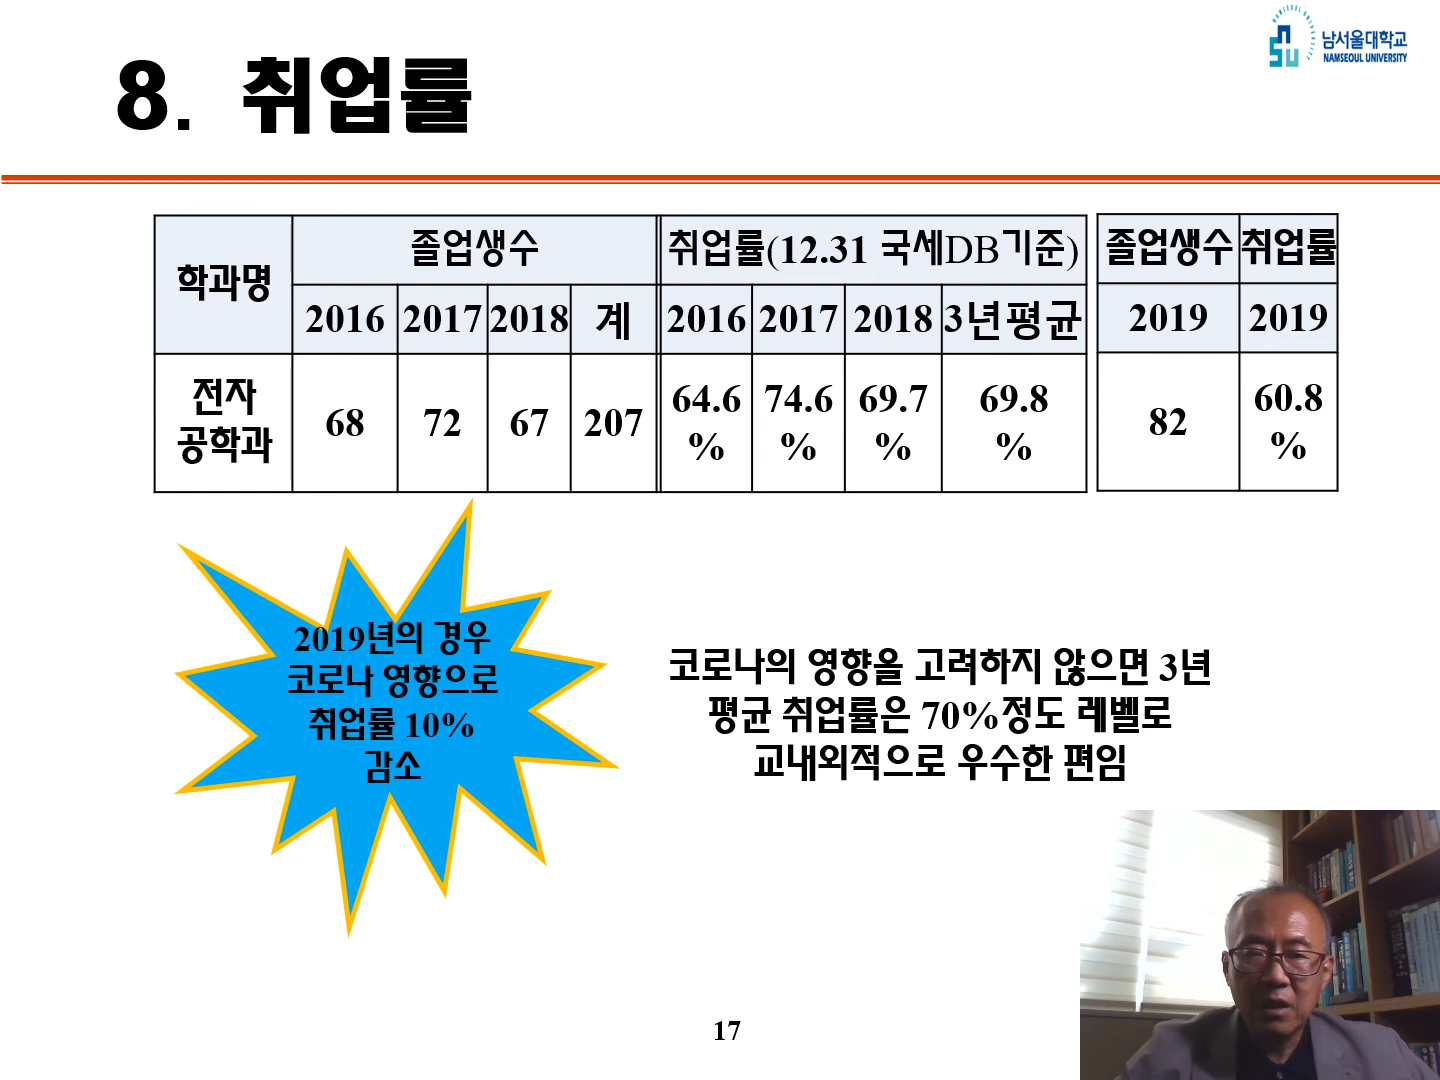 남서울대학교
NAMSEOUL UNIVERSITY
8. 취업률
학과명 졸업생수 취업률(12.31 국세DB기준) 졸업생수 취업률
2016 2017 2018 계 2016 2017 2018 3년평균 2019 2019
전자
공학과
68 72 67 207 64.6
% 74.6
% 69.7
% 69.8
% 82 60.8
%
2019년의 경우
코로나 영향으로
취업률 10%
감소
코로나의 영향을 고려하지 않으면 3년
평균 취업률은 70%정도 레벨로
교내외적으로 우수한 편임
17